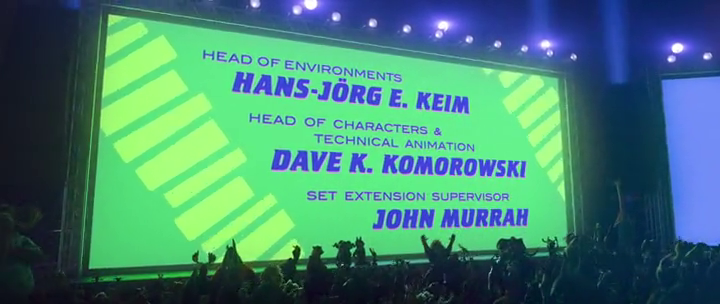 HEAD OF ENVIRONMENTS
HANS-JÖRG E. KEIM
HEAD OF CHARACTERS &
TECHNICAL ANIMATION
DAVE K. KOMOROWSKI
SET EXTENSION SUPERVISOR
JOHN MURRAH